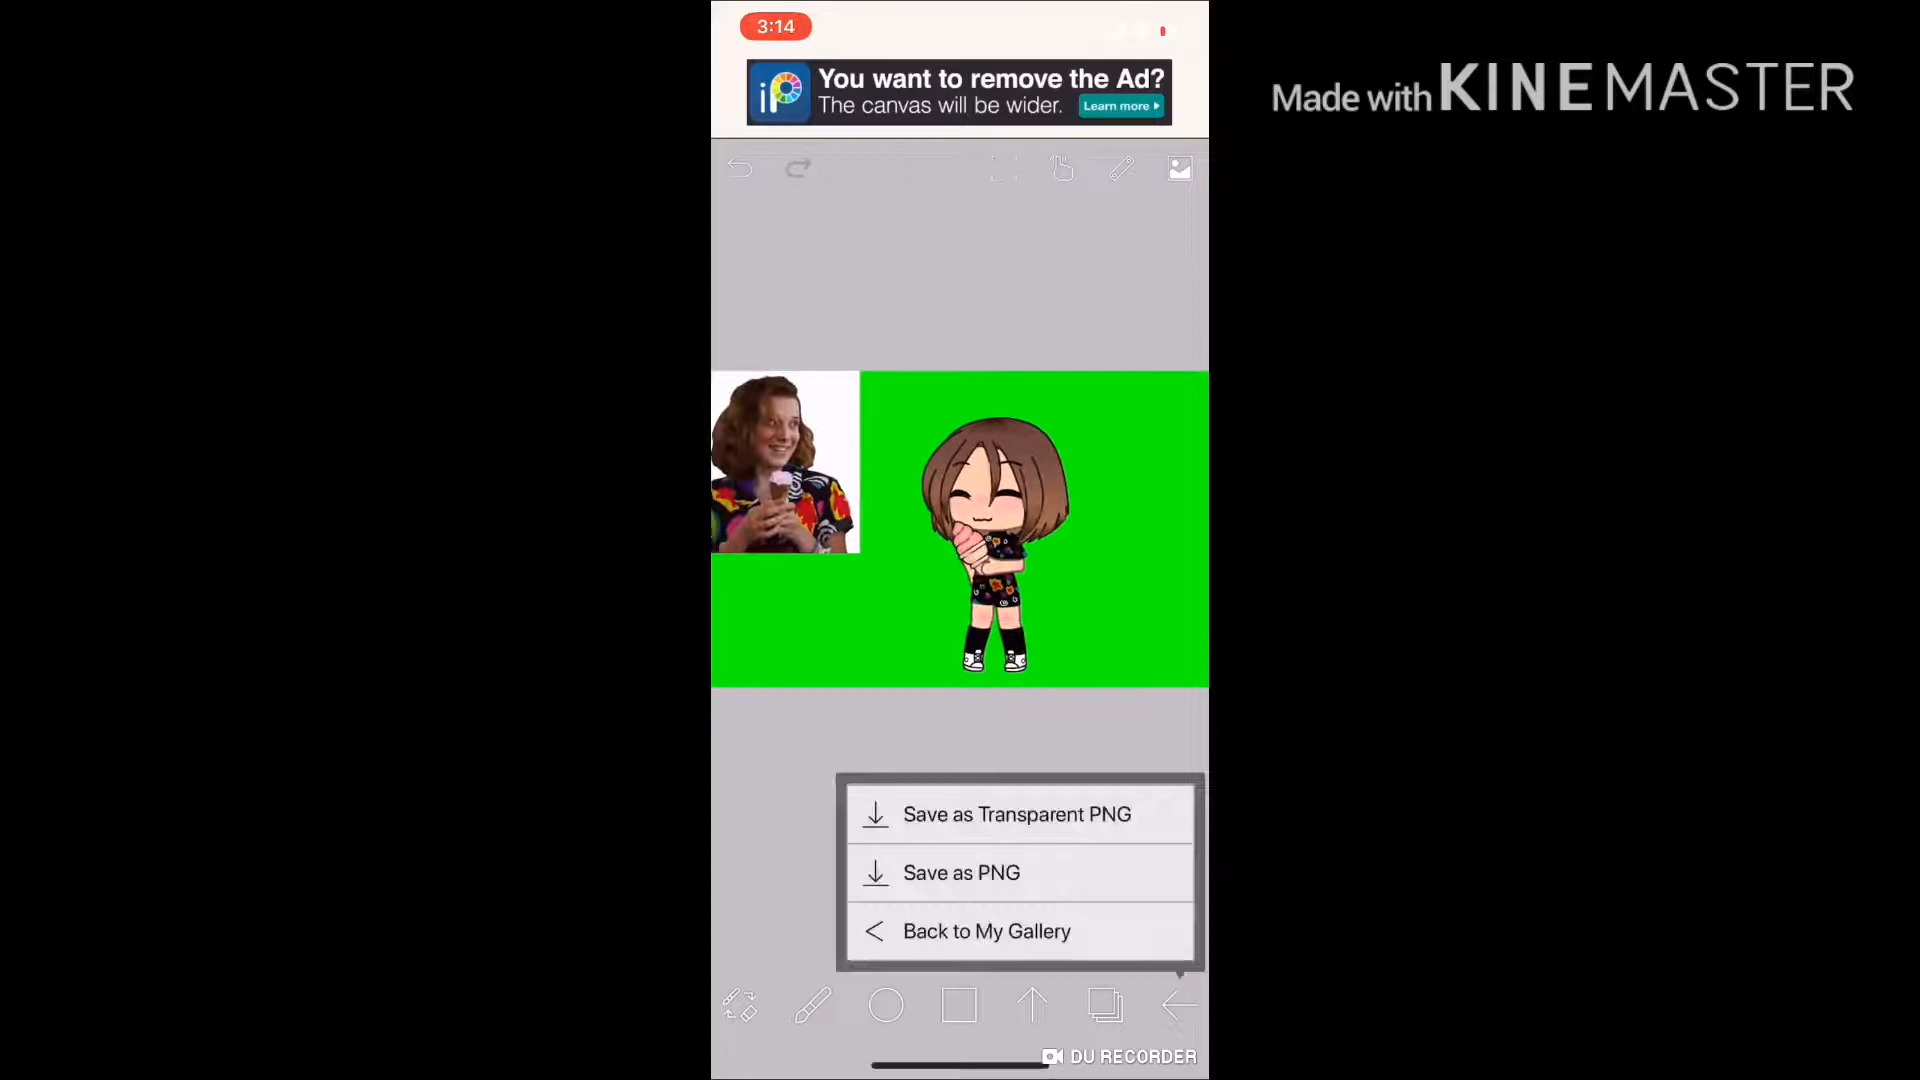 3:14
Made with KINEMASTER
iP
You want to remove the Ad?
The canvas will be wider.
Learn more
Save as Transparent PNG
Save as PNG
Back to My Gallery
DU RECORDER